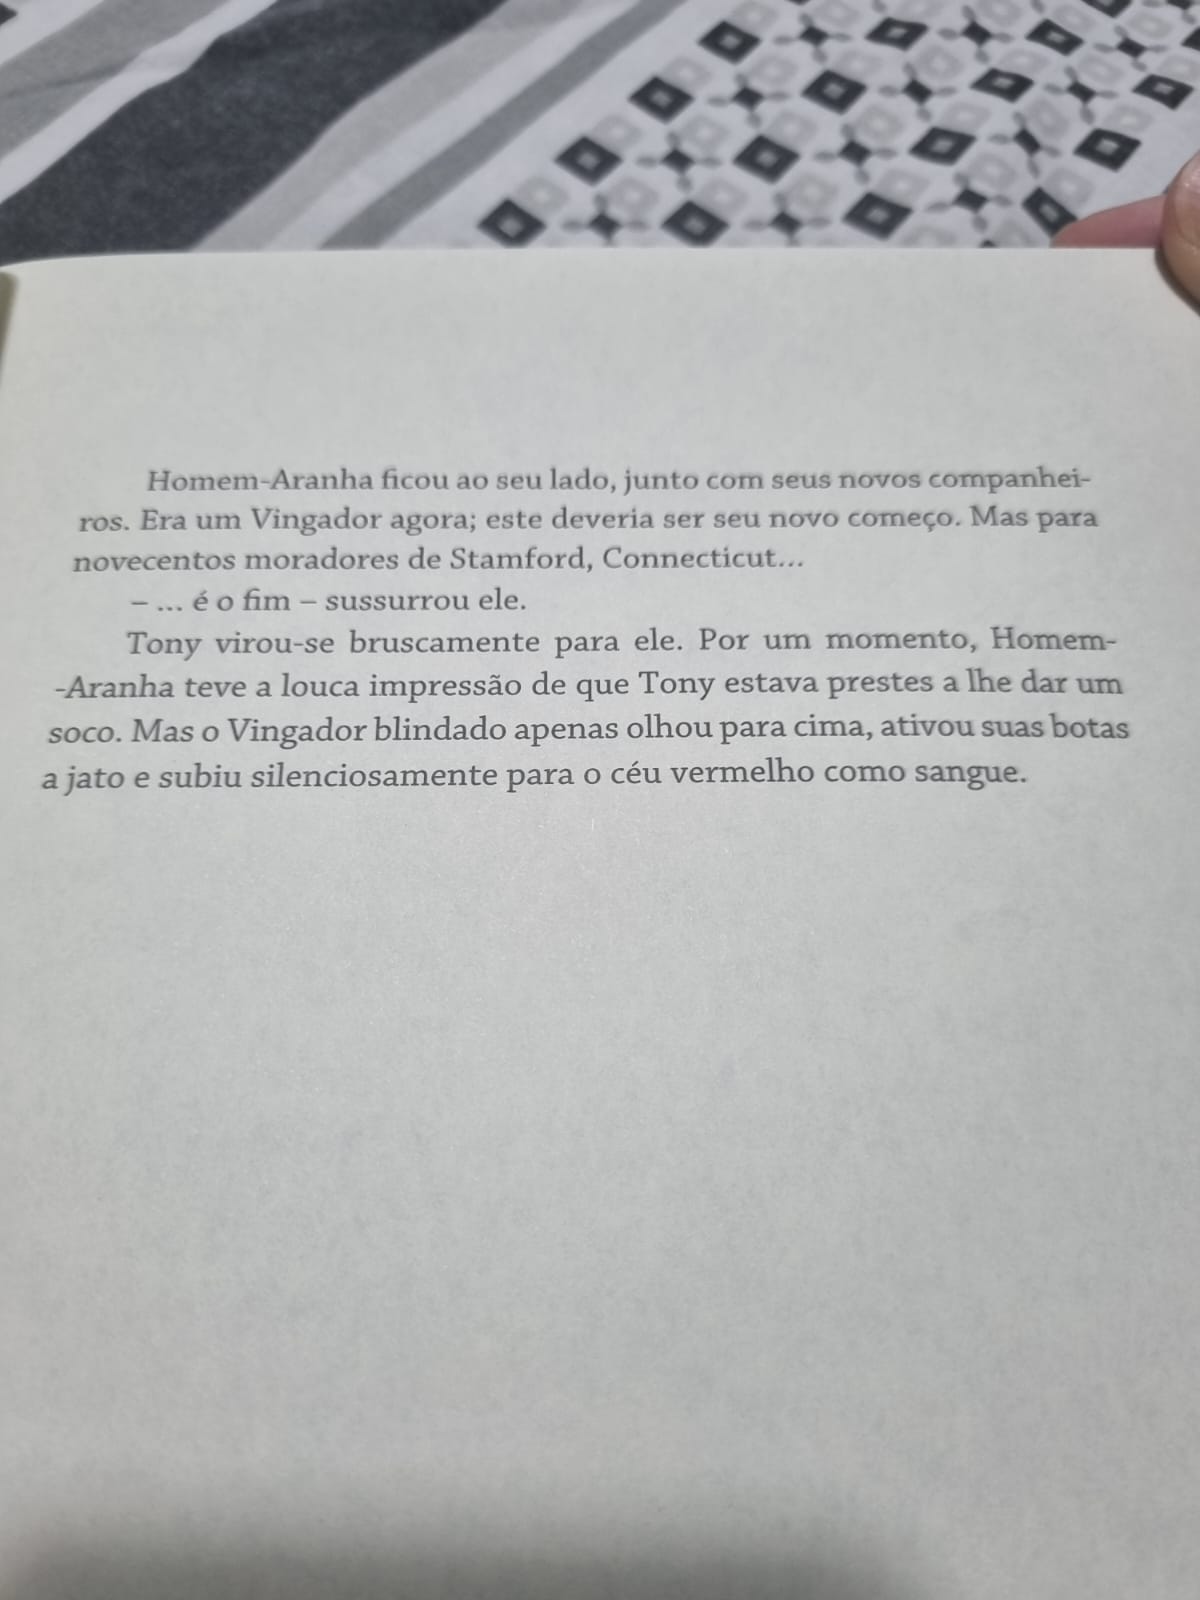 Homem-Aranha ficou ao seu lado, junto com seus novos companhei-
ros. Era um Vingador agora; este deveria ser seu novo começo. Mas para
novecentos moradores de Stamford, Connecticut...
– ... é o fim – sussurrou ele.
Tony virou-se bruscamente para ele. Por um momento, Homem-
-Aranha teve a louca impressão de que Tony estava prestes a lhe dar um
soco. Mas o Vingador blindado apenas olhou para cima, ativou suas botas
a jato e subiu silenciosamente para o céu vermelho como sangue.